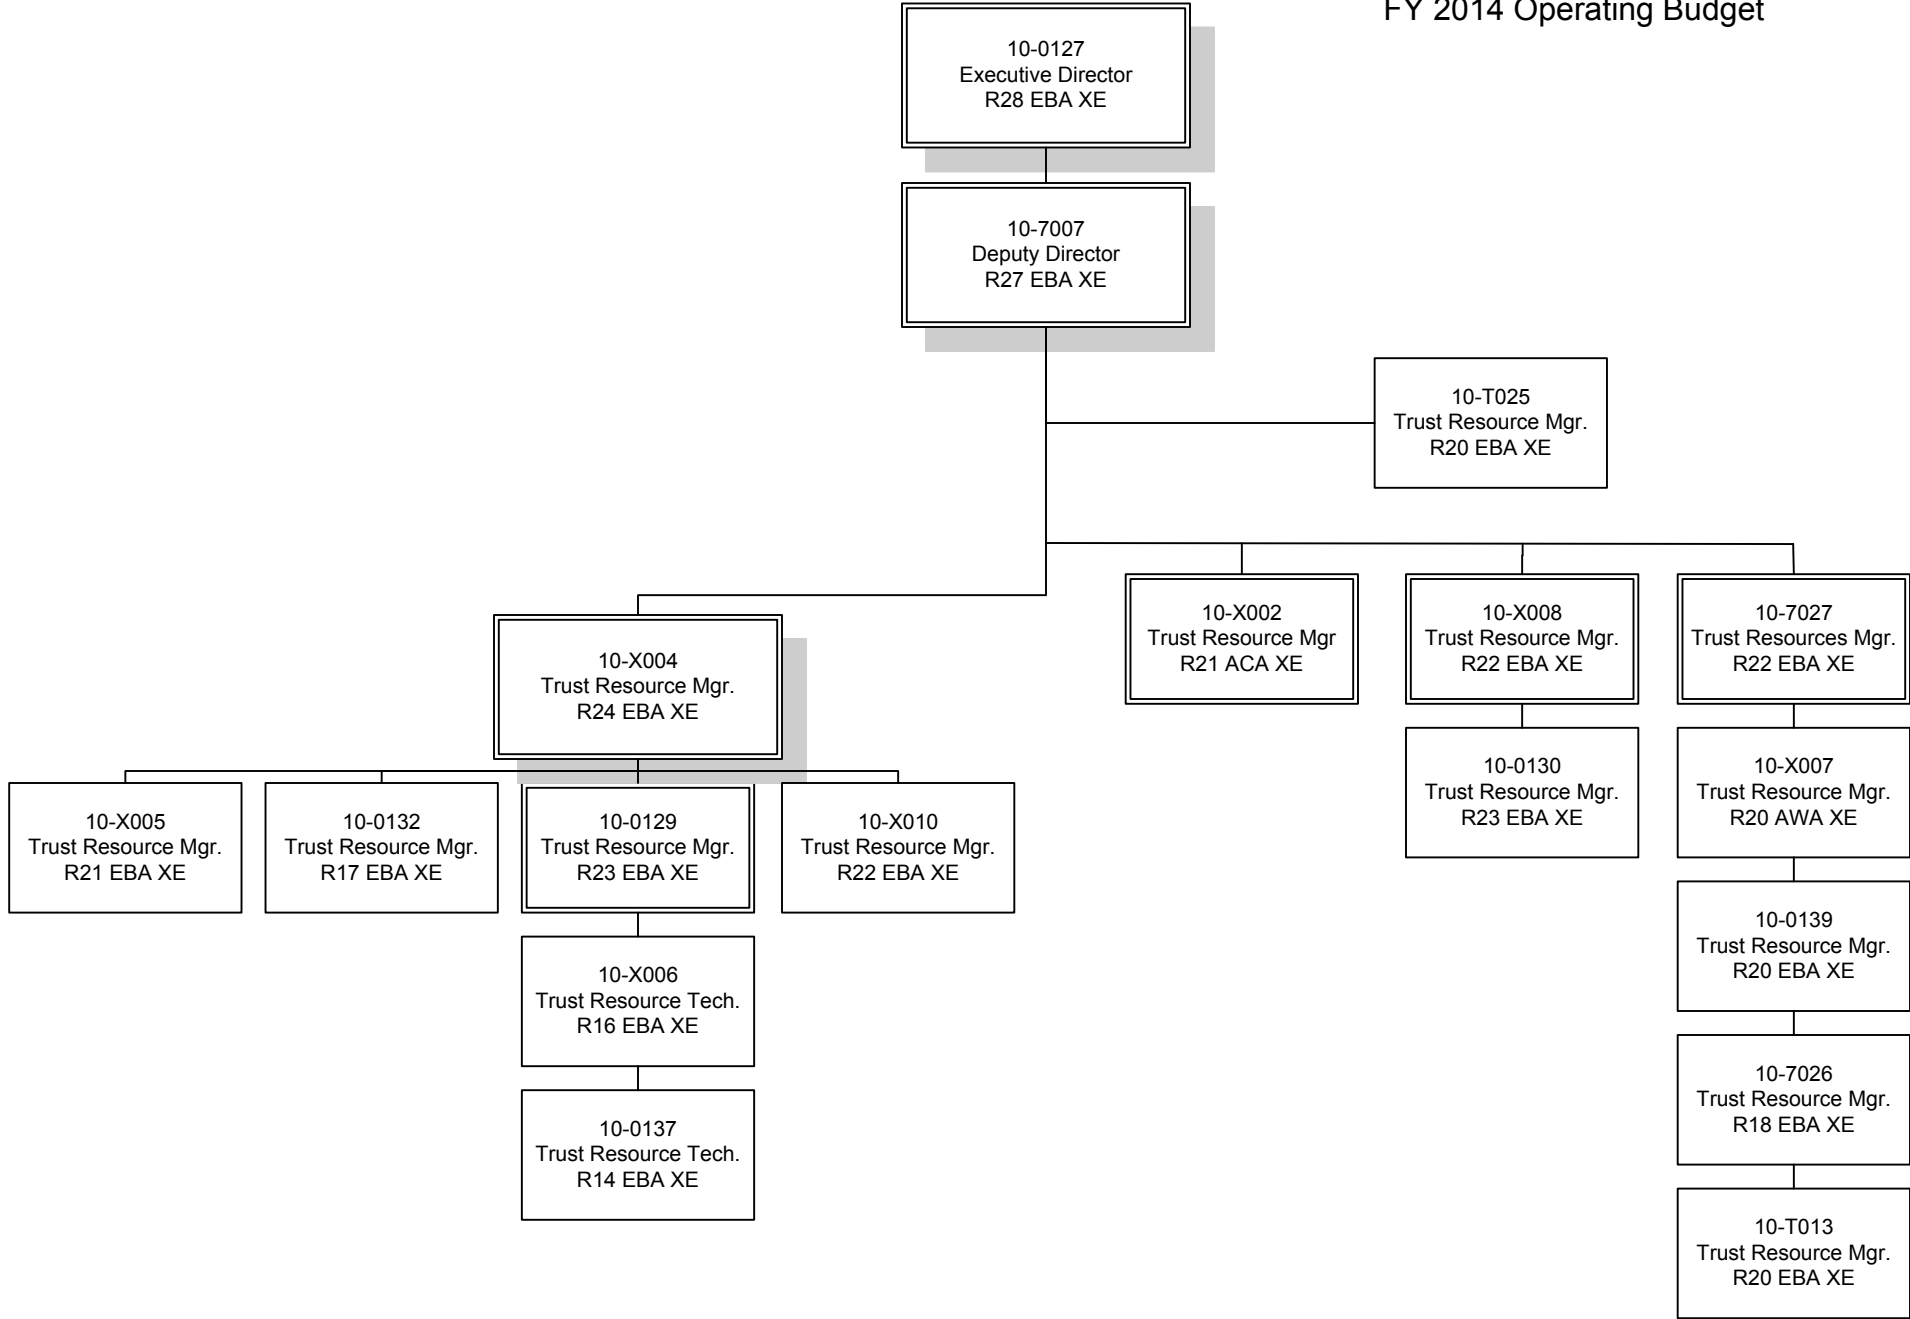 FY 2014 Operating Budget
10-0127
Executive Director
R28 EBA XE
10-7007
Deputy Director
R27 EBA XE
10-T025
Trust Resource Mgr.
R20 EBA XE
10-X004
Trust Resource Mgr.
R24 EBA XE
10-X002
Trust Resource Mgr
R21 ACA XE
10-X008
Trust Resource Mgr.
R22 EBA XE
10-7027
Trust Resources Mgr.
R22 EBA XE
10-X005
Trust Resource Mgr.
R21 EBA XE
10-0132
Trust Resource Mgr.
R17 EBA XE
10-0129
Trust Resource Mgr.
R23 EBA XE
10-X010
Trust Resource Mgr.
R22 EBA XE
10-0130
Trust Resource Mgr.
R23 EBA XE
10-X007
Trust Resource Mgr.
R20 AWA XE
10-X006
Trust Resource Tech.
R16 EBA XE
10-0139
Trust Resource Mgr.
R20 EBA XE
10-0137
Trust Resource Tech.
R14 EBA XE
10-7026
Trust Resource Mgr.
R18 EBA XE
10-T013
Trust Resource Mgr.
R20 EBA XE